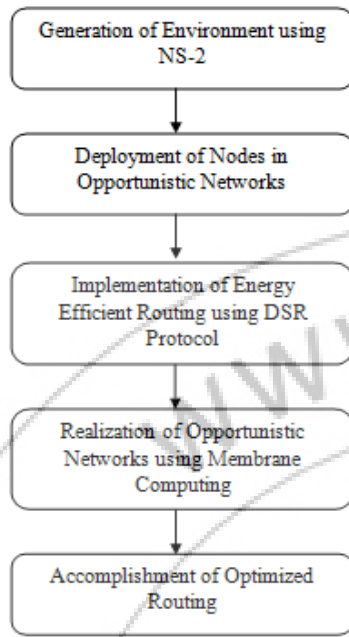 Generation of Environment using
NS-2
Deployment of Nodes in
Opportunistic Networks
Implementation of Energy
Efficient Routing using DSR
Protocol
Realization of Opportunistic
Networks using Membrane
Computing
Accomplishment of Optimized
Routing